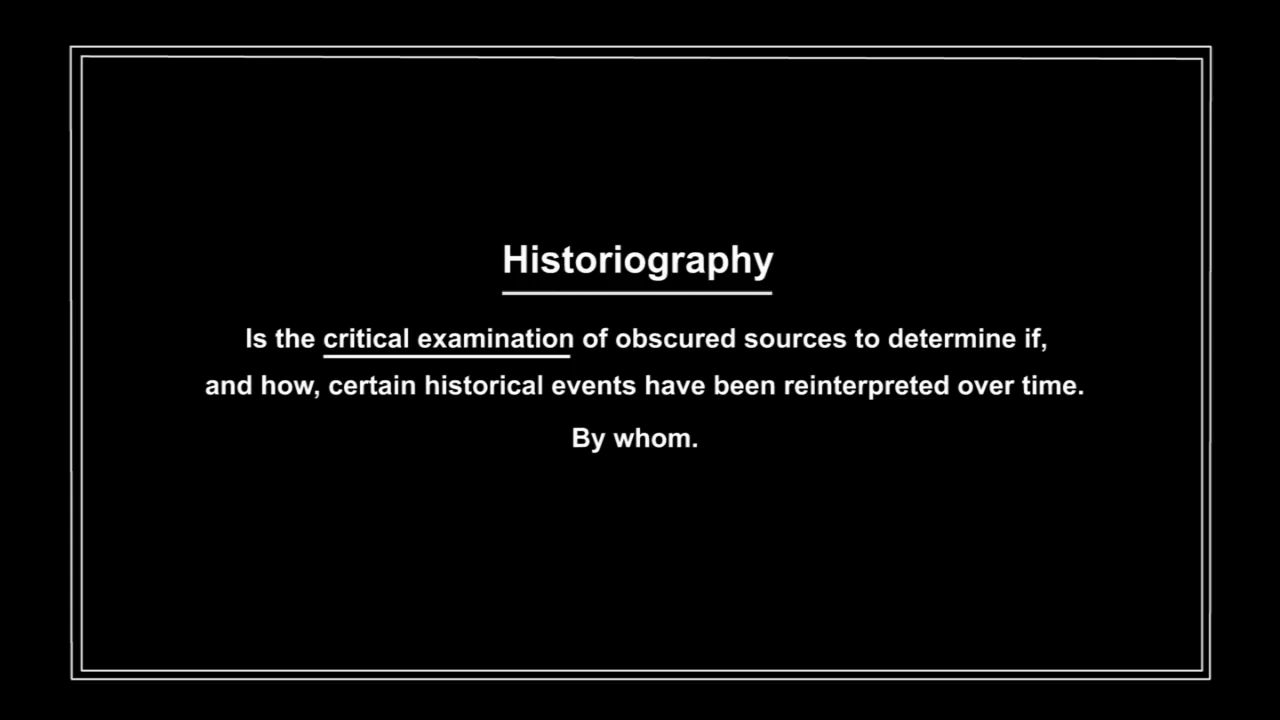 Historiography
Is the critical examination of obscured sources to determine if,
and how, certain historical events have been reinterpreted over time.
By whom.